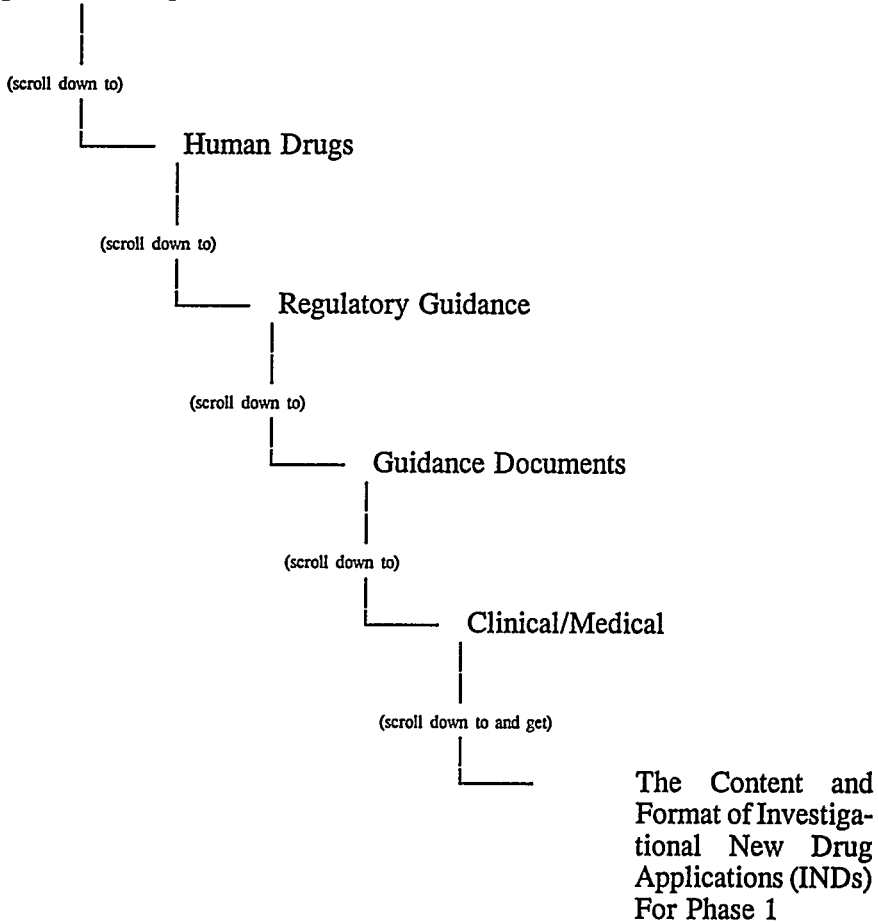 (scroll down to)
Human Drugs
(scroll down to)
Regulatory Guidance
(scroll down to)
Guidance Documents
(scroll down to)
Clinical/Medical
(scroll down to and get)
The Content and
Format of Investiga-
tional New Drug
Applications (INDs)
For Phase 1